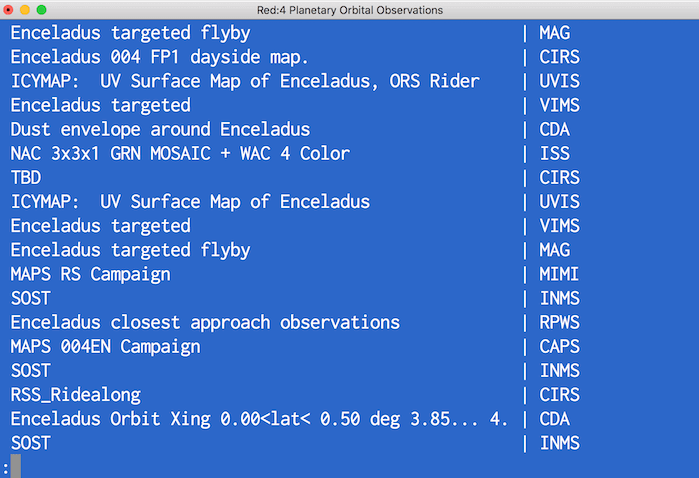 Red:4 Planetary Orbital Observations
Enceladus targeted flyby | MAG
Enceladus 004 FP1 dayside map. | CIRS
ICYMAP:  UV Surface Map of Enceladus, ORS Rider | UVIS
Enceladus targeted | VIMS
Dust envelope around Enceladus | CDA
NAC 3x3x1 GRN MOSAIC + WAC 4 Color | ISS
TBD | CIRS
ICYMAP:  UV Surface Map of Enceladus | UVIS
Enceladus targeted | VIMS
Enceladus targeted flyby | MAG
MAPS RS Campaign | MIMI
SOST | INMS
Enceladus closest approach observations | RPWS
MAPS 004EN Campaign | CAPS
SOST | INMS
RSS_Ridealong | CIRS
Enceladus Orbit Xing 0.00<lat< 0.50 deg 3.85... 4. | CDA
SOST | INMS
: